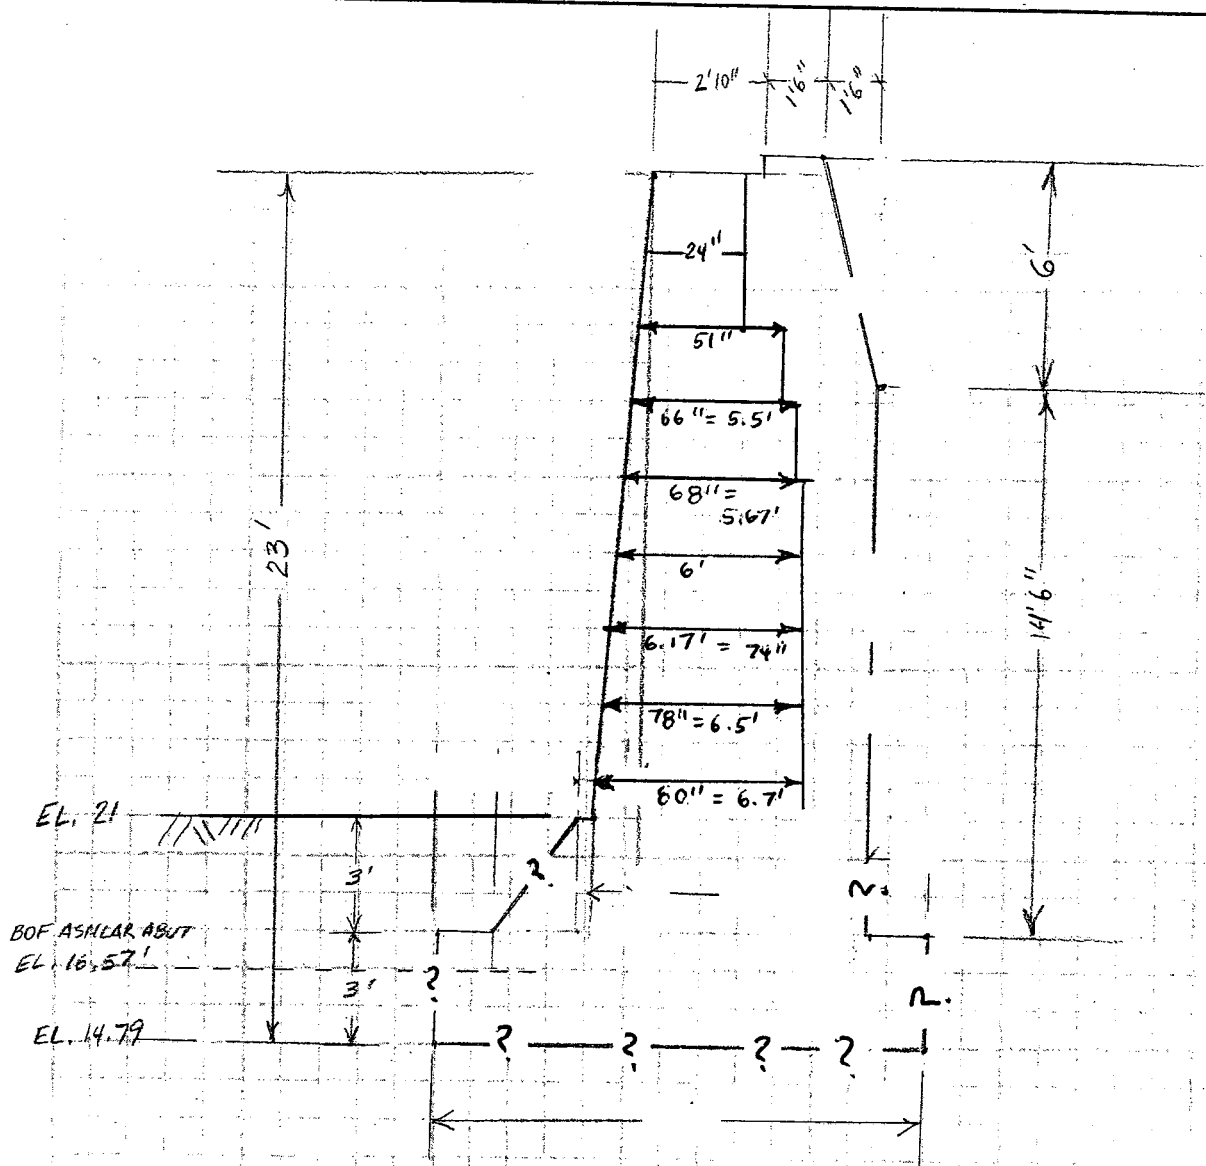 2'10"
1'6"
1'6"
24"
6'
51"
66" = 5.5'
68" =
5.67'
23'
6'
14'6"
6.17' = 74"
78" = 6.5'
80" = 6.7'
EL. 21
3'
?
?
BOF ASHLAR ABUT
EL. 16.57'
3'
?
?
EL. 14.79
? ? ? ?